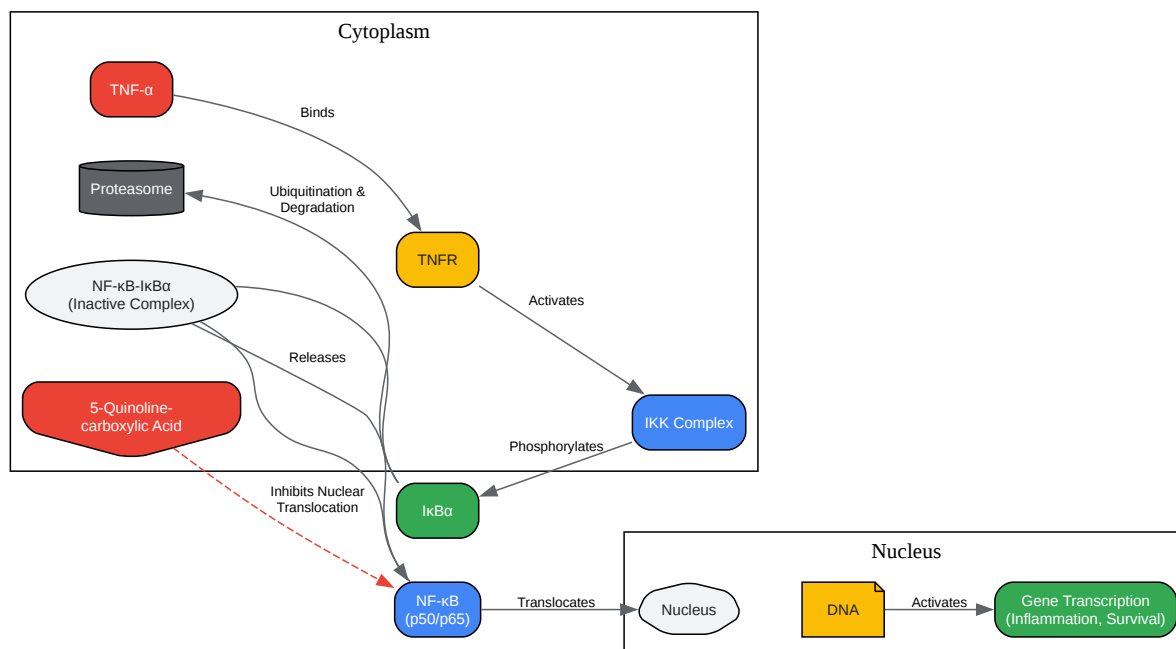 Cytoplasm
TNF-α
Binds
Proteasome
Ubiquitination &
Degradation
TNFR
NF-κB-IκBα
(Inactive Complex)
Activates
Releases
5-Quinoline-
carboxylic Acid
IKK Complex
Phosphorylates
Inhibits Nuclear
Translocation
IκBα
Nucleus
NF-κB
(p50/p65)
Translocates
Nucleus
DNA
Activates
Gene Transcription
(Inflammation, Survival)